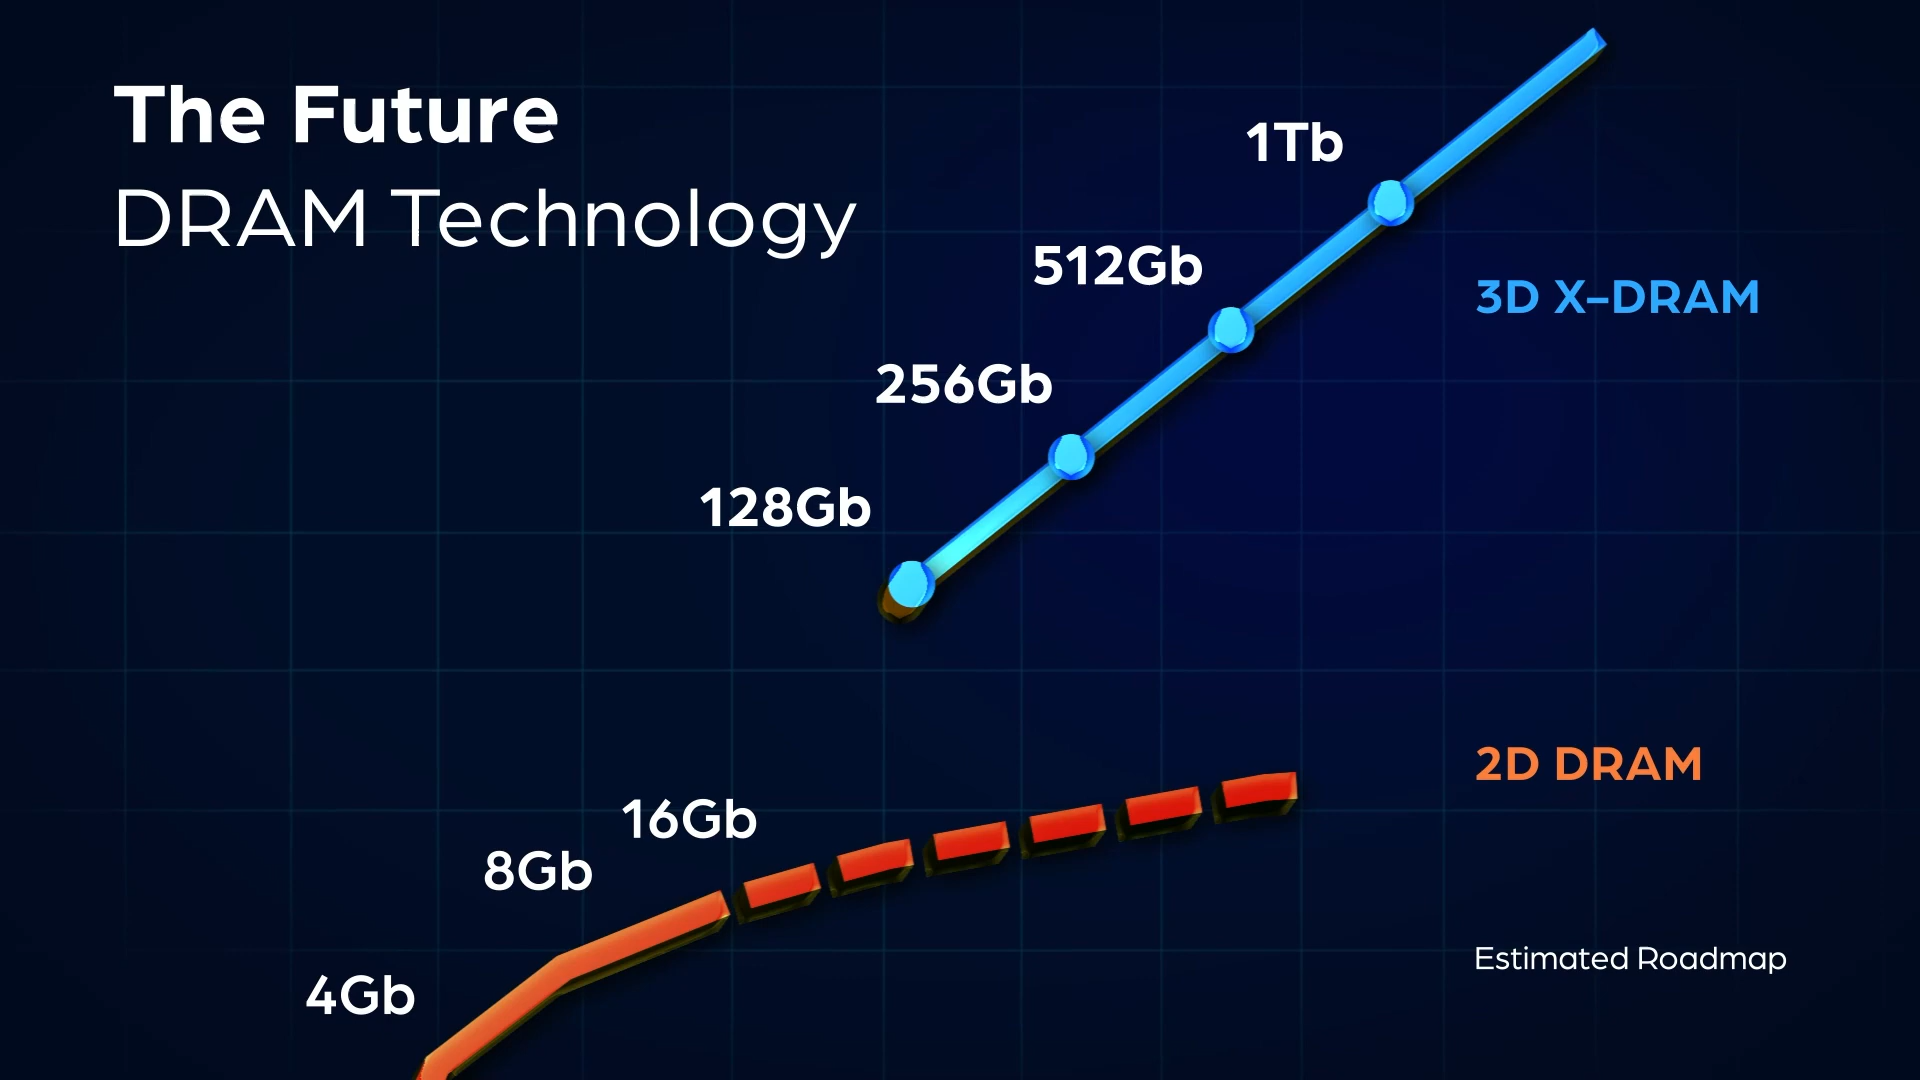 The Future
DRAM Technology
1Tb
512Gb
3D X-DRAM
256Gb
128Gb
2D DRAM
16Gb
8Gb
Estimated Roadmap
4Gb